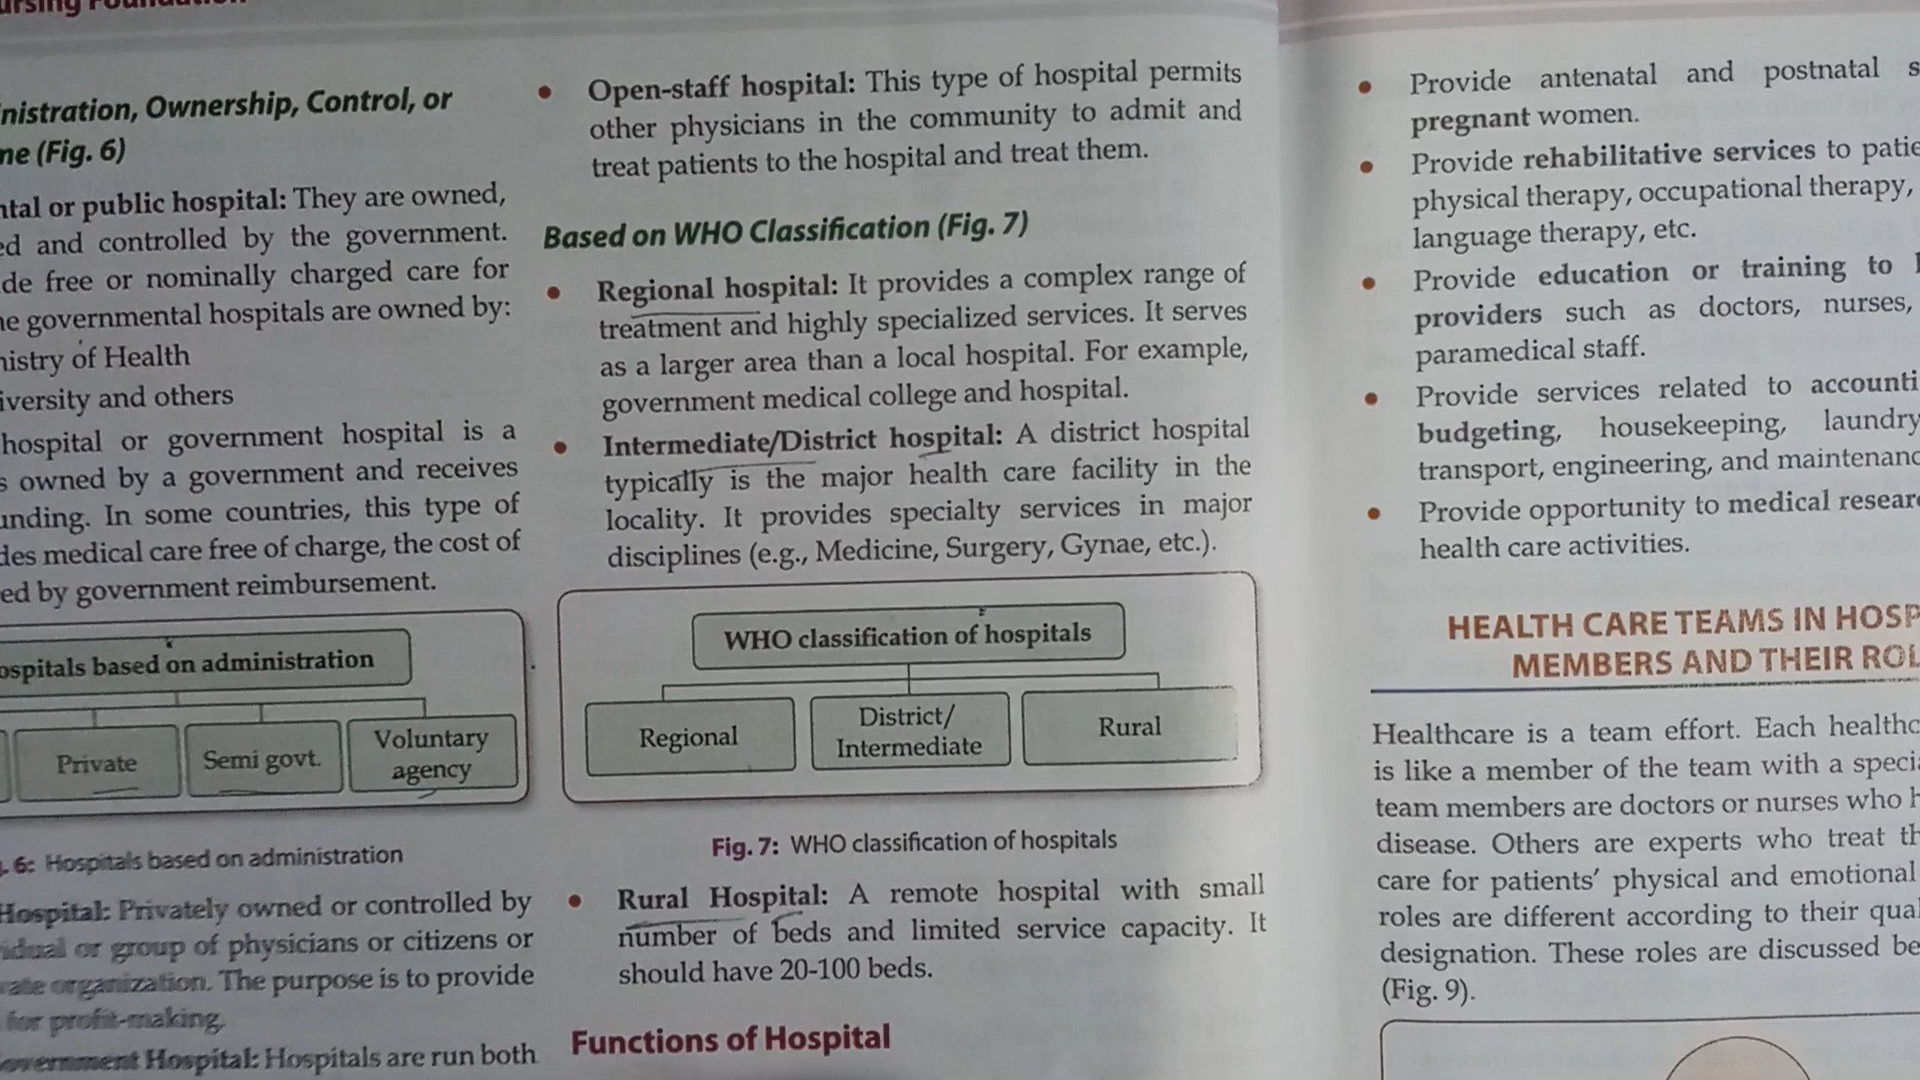 nistration, Ownership, Control, or
(Fig. 6)
or public hospital: They are owned,
and controlled by the government.
free or nominally charged care for
governmental hospitals are owned by:
of Health
and others
hospital or government hospital is a
owned by a government and receives
In some countries, this type of
medical care free of charge, the cost of
by government reimbursement.
based on administration
Private
Semi govt.
Voluntary
agency
6: Hospitals based on administration
Hospital: Privately owned or controlled by
or group of physicians or citizens or
organization. The purpose is to provide
for profit-making.
Hospital: Hospitals are run both
• Open-staff hospital: This type of hospital permits
other physicians in the community to admit and
treat patients to the hospital and treat them.
Based on WHO Classification (Fig. 7)
• Regional hospital: It provides a complex range of
treatment and highly specialized services. It serves
as a larger area than a local hospital. For example,
government medical college and hospital.
• Intermediate/District hospital: A district hospital
typically is the major health care facility in the
locality. It provides specialty services in major
disciplines (e.g., Medicine, Surgery, Gynae, etc.).
WHO classification of hospitals
Regional
District/
Intermediate
Rural
Fig. 7: WHO classification of hospitals
• Rural Hospital: A remote hospital with small
number of beds and limited service capacity. It
should have 20-100 beds.
Functions of Hospital
• Provide antenatal and postnatal
pregnant women.
• Provide rehabilitative services to
physical therapy, occupational therapy,
language therapy, etc.
• Provide education or training to
providers such as doctors, nurses,
paramedical staff.
• Provide services related to
budgeting, housekeeping, laundry
transport, engineering, and
• Provide opportunity to medical
health care activities.
HEALTH CARE TEAMS IN
MEMBERS AND THEIR
Healthcare is a team effort. Each
is like a member of the team with a
team members are doctors or nurses who
disease. Others are experts who treat
care for patients' physical and emotional
roles are different according to their
designation. These roles are discussed
(Fig. 9).